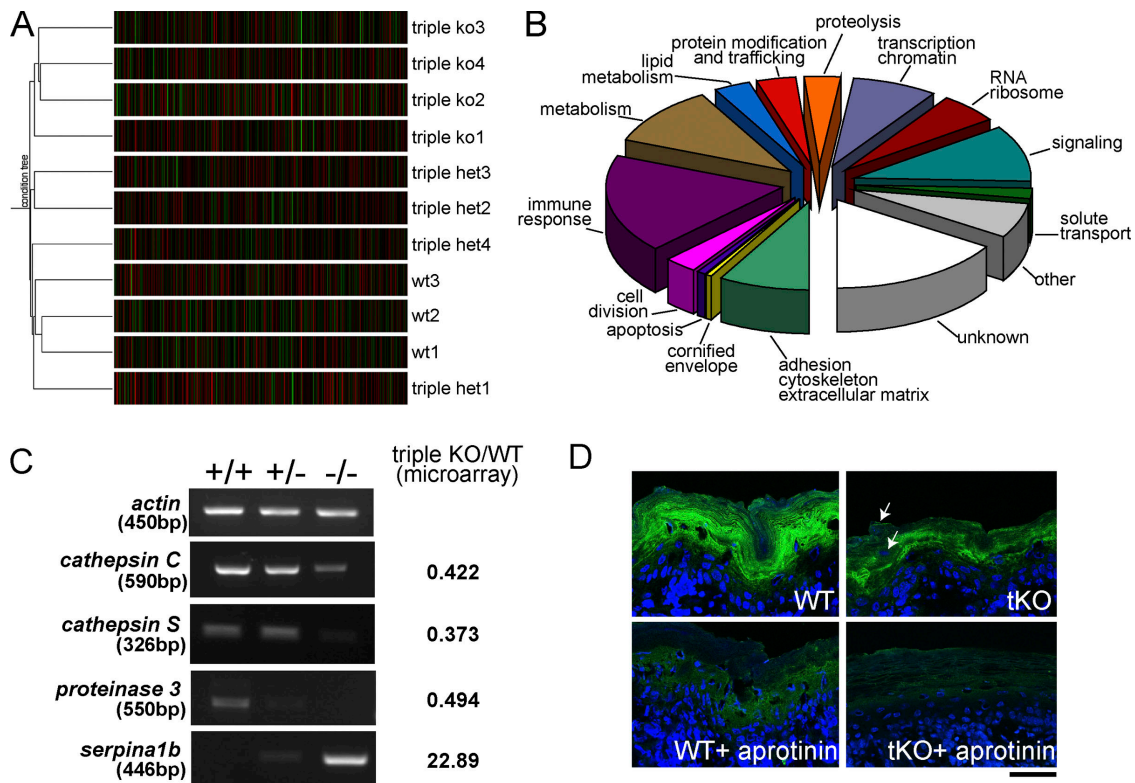 A
triple ko3
triple ko4
triple ko2
triple ko1
triple het3
triple het2
triple het4
wt3
wt2
wt1
triple het1
condition tree
B
proteolysis
protein modification
and trafficking
transcription
chromatin
lipid
metabolism
RNA
ribosome
metabolism
signaling
immune
response
solute
transport
other
cell
division
apoptosis
unknown
cornified
envelope
adhesion
cytoskeleton
extracellular matrix
C
+/+ +/- -/-
triple KO/WT
(microarray)
actin
(450bp)
cathepsin C
(590bp)
0.422
cathepsin S
(326bp)
0.373
proteinase 3
(550bp)
0.494
serpina1b
(446bp)
22.89
D
WT
tKO
WT+ aprotinin
tKO+ aprotinin